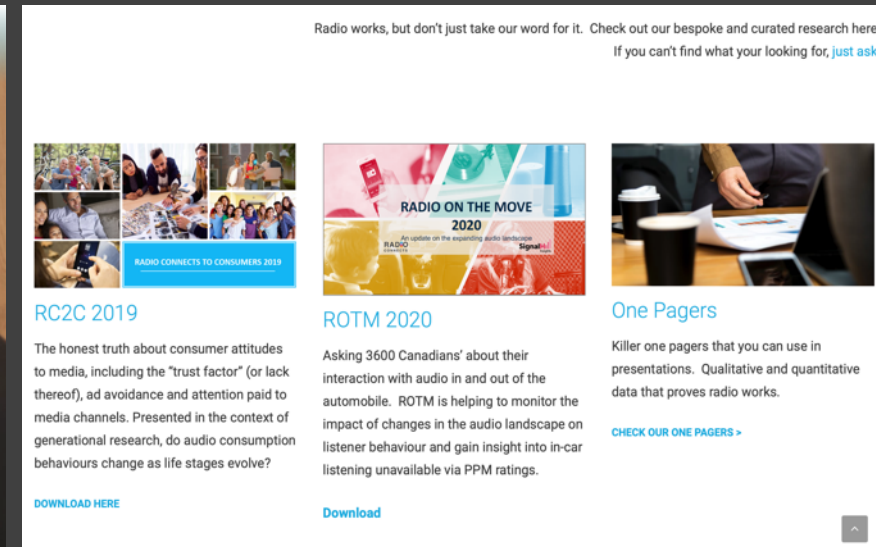 Radio works, but don't just take our word for it.  Check out our bespoke and curated research here
If you can't find what your looking for, just ask
RADIO CONNECTS TO CONSUMERS 2019
RC2C 2019
The honest truth about consumer attitudes
to media, including the "trust factor" (or lack
thereof), ad avoidance and attention paid to
media channels. Presented in the context of
generational research, do audio consumption
behaviours change as life stages evolve?
DOWNLOAD HERE
RADIO ON THE MOVE
2020
An update on the expanding audio landscape
RADIO
CONNECTS
Signal
ROTM 2020
Asking 3600 Canadians' about their
interaction with audio in and out of the
automobile.  ROTM is helping to monitor the
impact of changes in the audio landscape on
listener behaviour and gain insight into in-car
listening unavailable via PPM ratings.
Download
One Pagers
Killer one pagers that you can use in
presentations.  Qualitative and quantitative
data that proves radio works.
CHECK OUR ONE PAGERS >